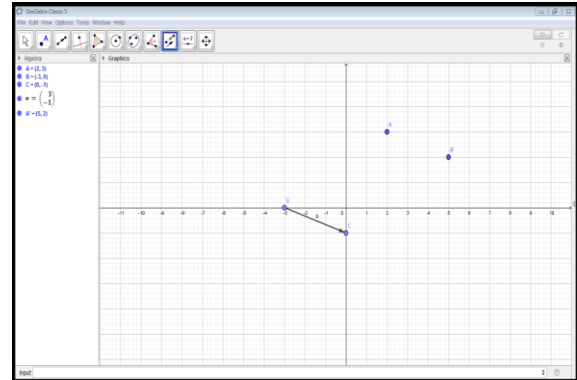 GeoGebra Classic 5
File Edit View Options Tools Window Help
A
a=2
Algebra
Graphics
A = (2, 3)
B = (-3, 0)
C = (0, -1)
u = ( 3
-1 )
A' = (5, 2)
A
A'
B
C
u
-11 -10 -9 -8 -7 -6 -5 -4 -3 -2 -1 0 1 2 3 4 5 6 7 8 9 10
Input: